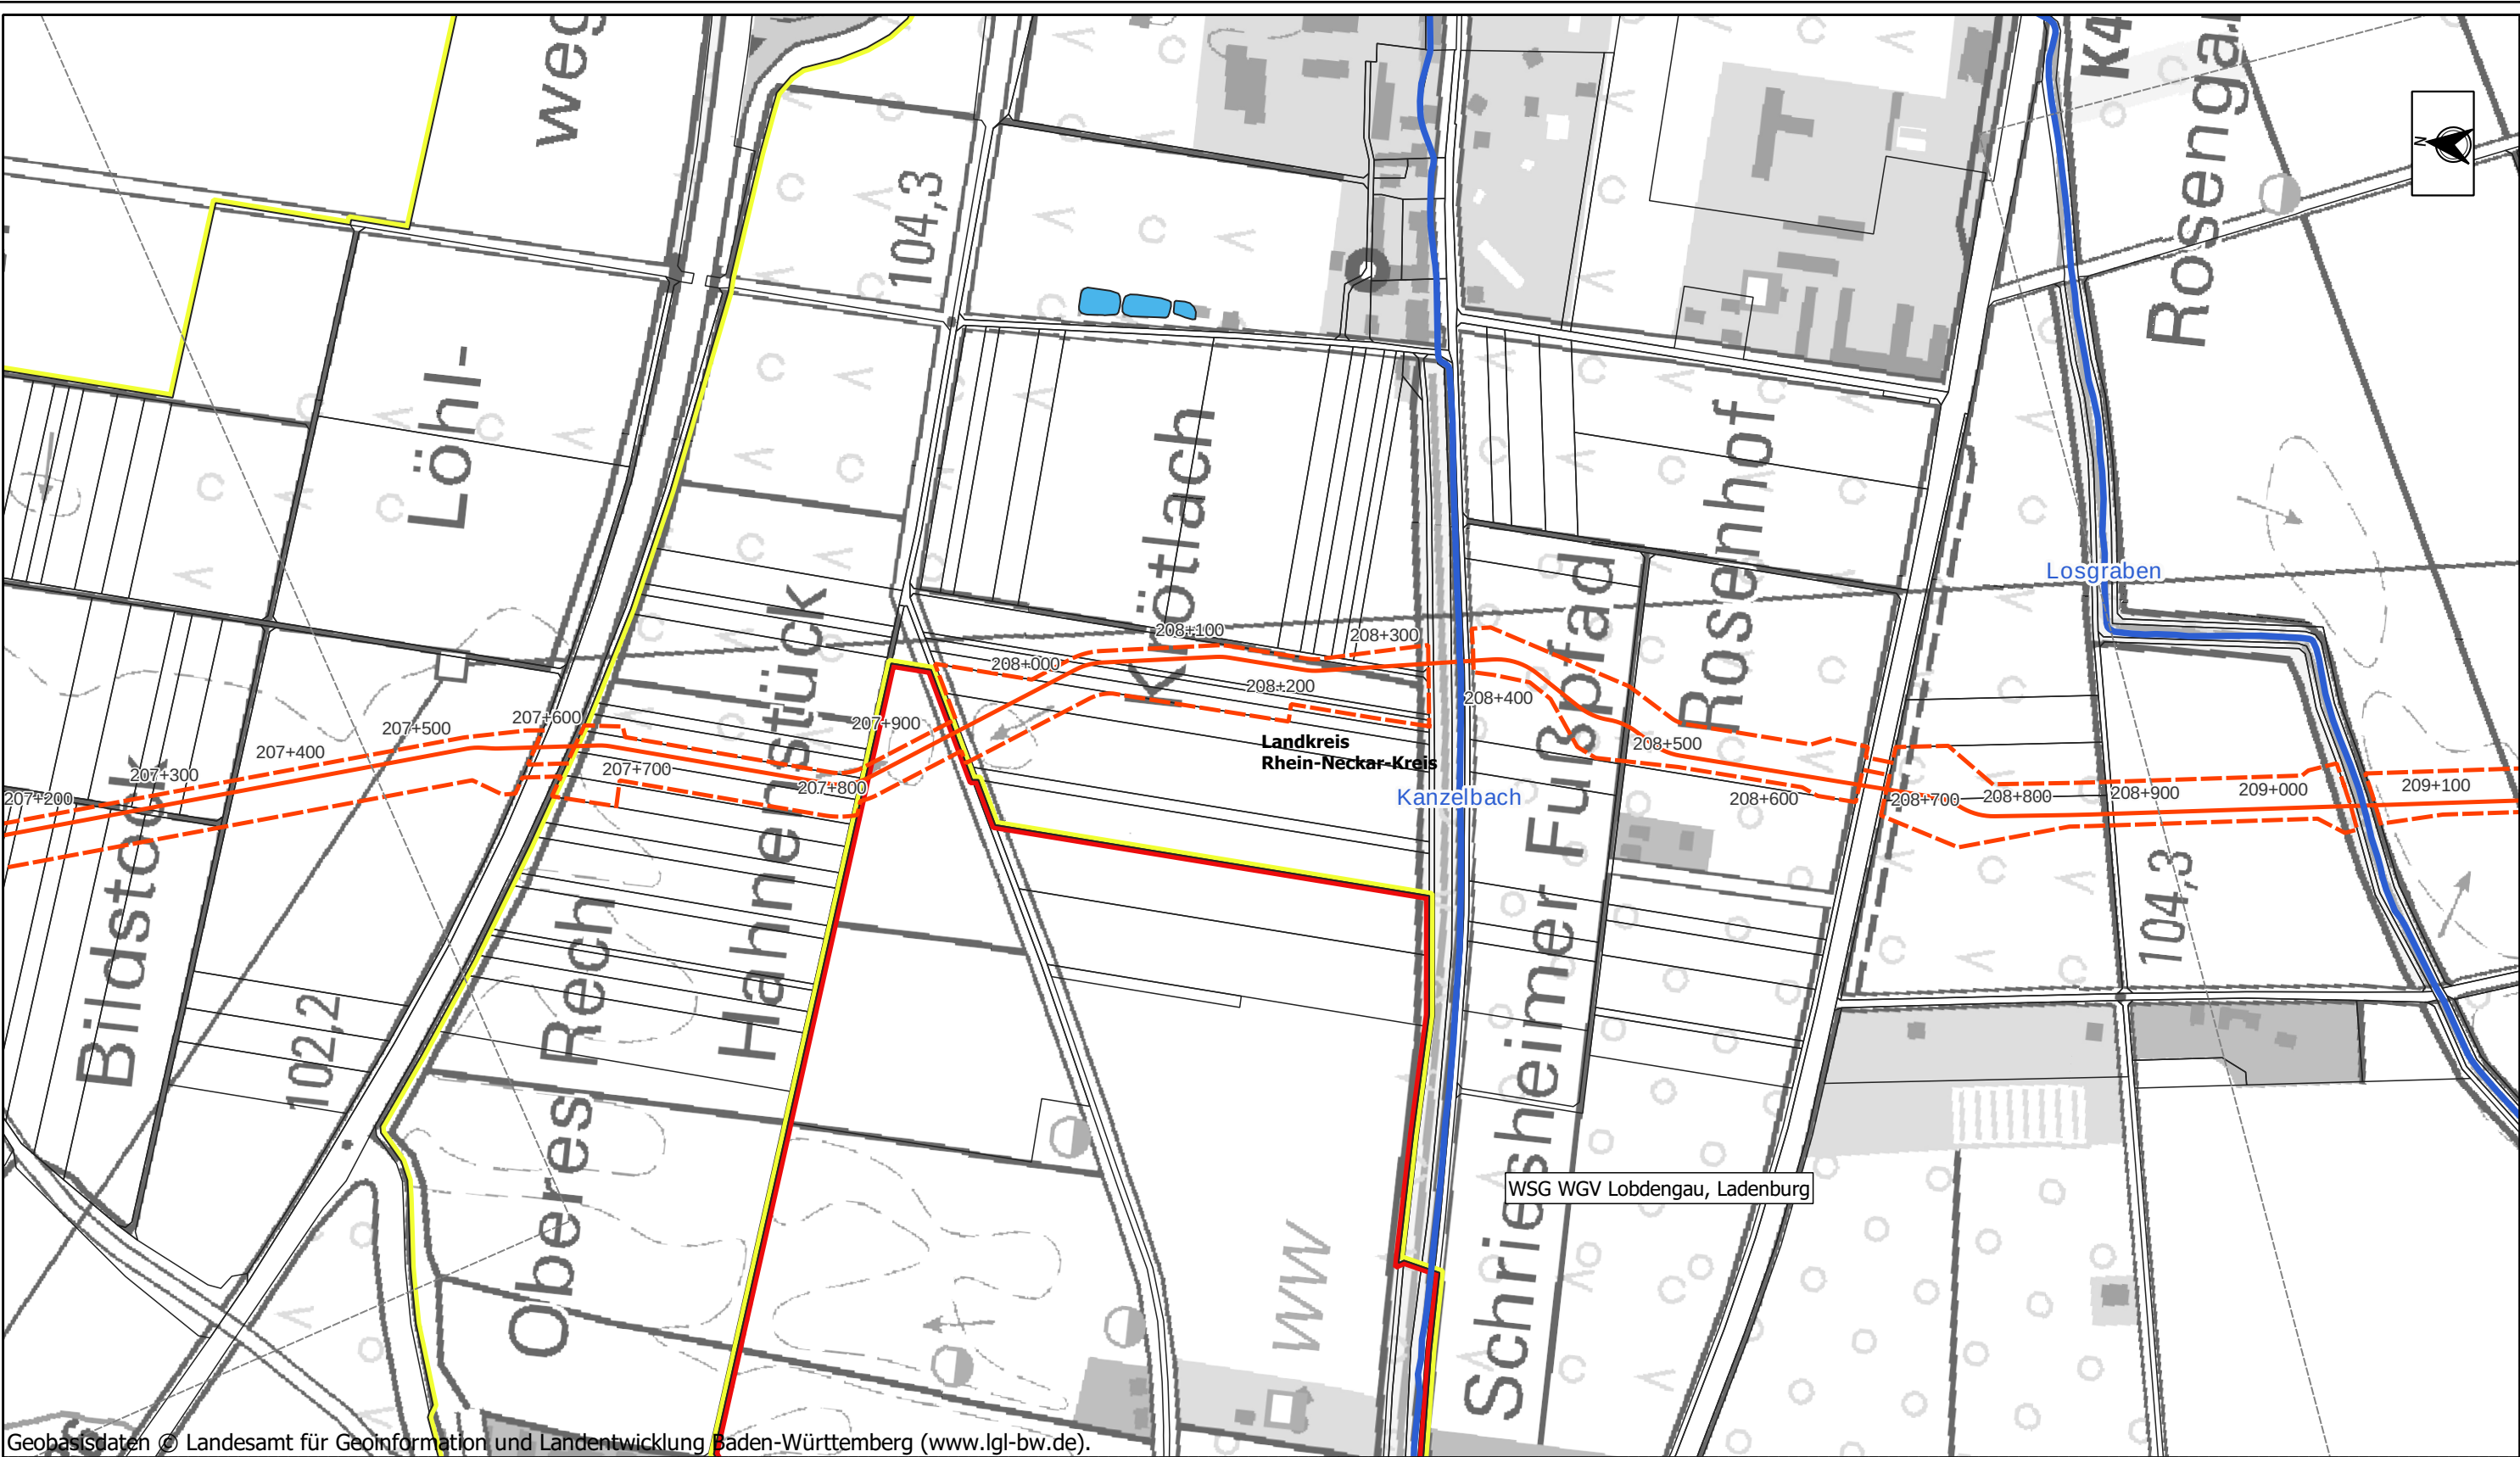 weg
K4
Rosenga
N
104,3
Löhl-
Krötlach
Rosenhof
Losgraben
Hahnenstück
Schriesheimer Fußpfad
208+100
208+300
208+000
208+200
208+400
207+600
207+900
207+500
208+500
207+400
207+300
207+700
207+200
207+800
208+600
208+700
208+800
208+900
209+000
209+100
Landkreis
Rhein-Neckar-Kreis
Kanzelbach
Bildstock
Oberes Rech
102,2
104,3
WSG WGV Lobdengau, Ladenburg
WW
Geobasisdaten © Landesamt für Geoinformation und Landentwicklung Baden-Württemberg (www.lgl-bw.de).